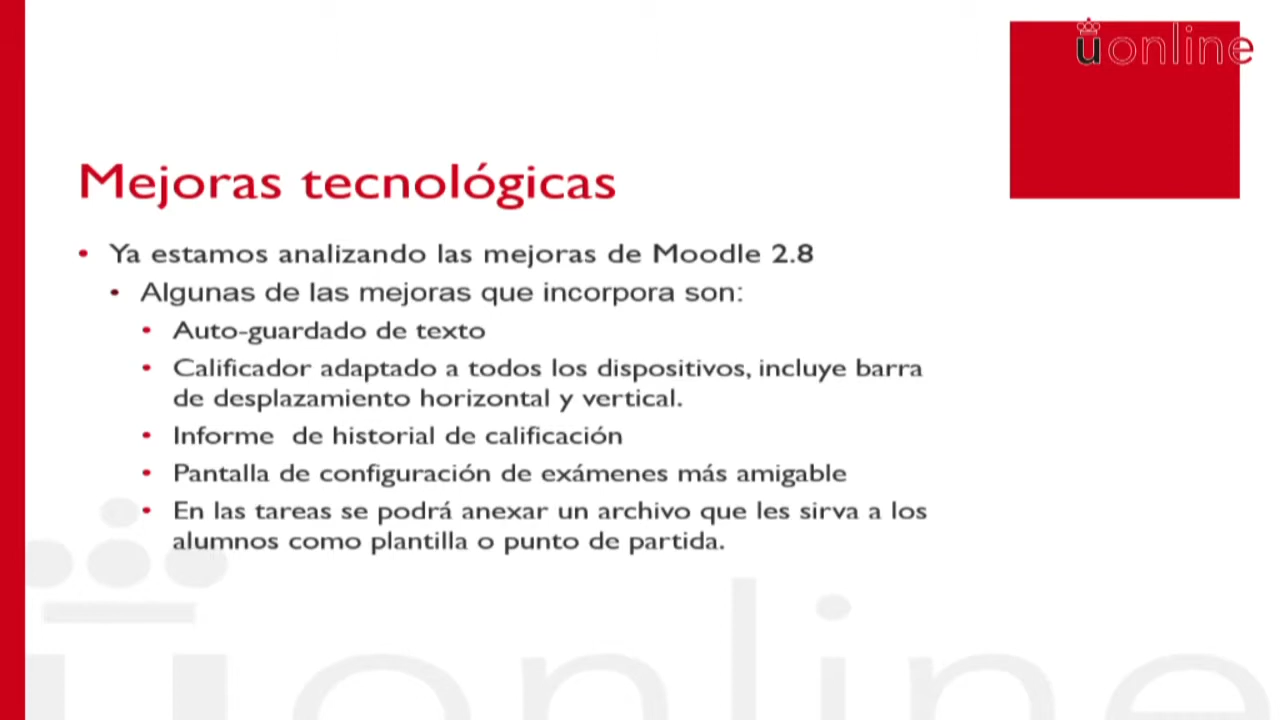 uonline
Mejoras tecnológicas
• Ya estamos analizando las mejoras de Moodle 2.8
• Algunas de las mejoras que incorpora son:
• Auto-guardado de texto
• Calificador adaptado a todos los dispositivos, incluye barra
de desplazamiento horizontal y vertical.
• Informe de historial de calificación
• Pantalla de configuración de exámenes más amigable
• En las tareas se podrá anexar un archivo que les sirva a los
alumnos como plantilla o punto de partida.
uonline